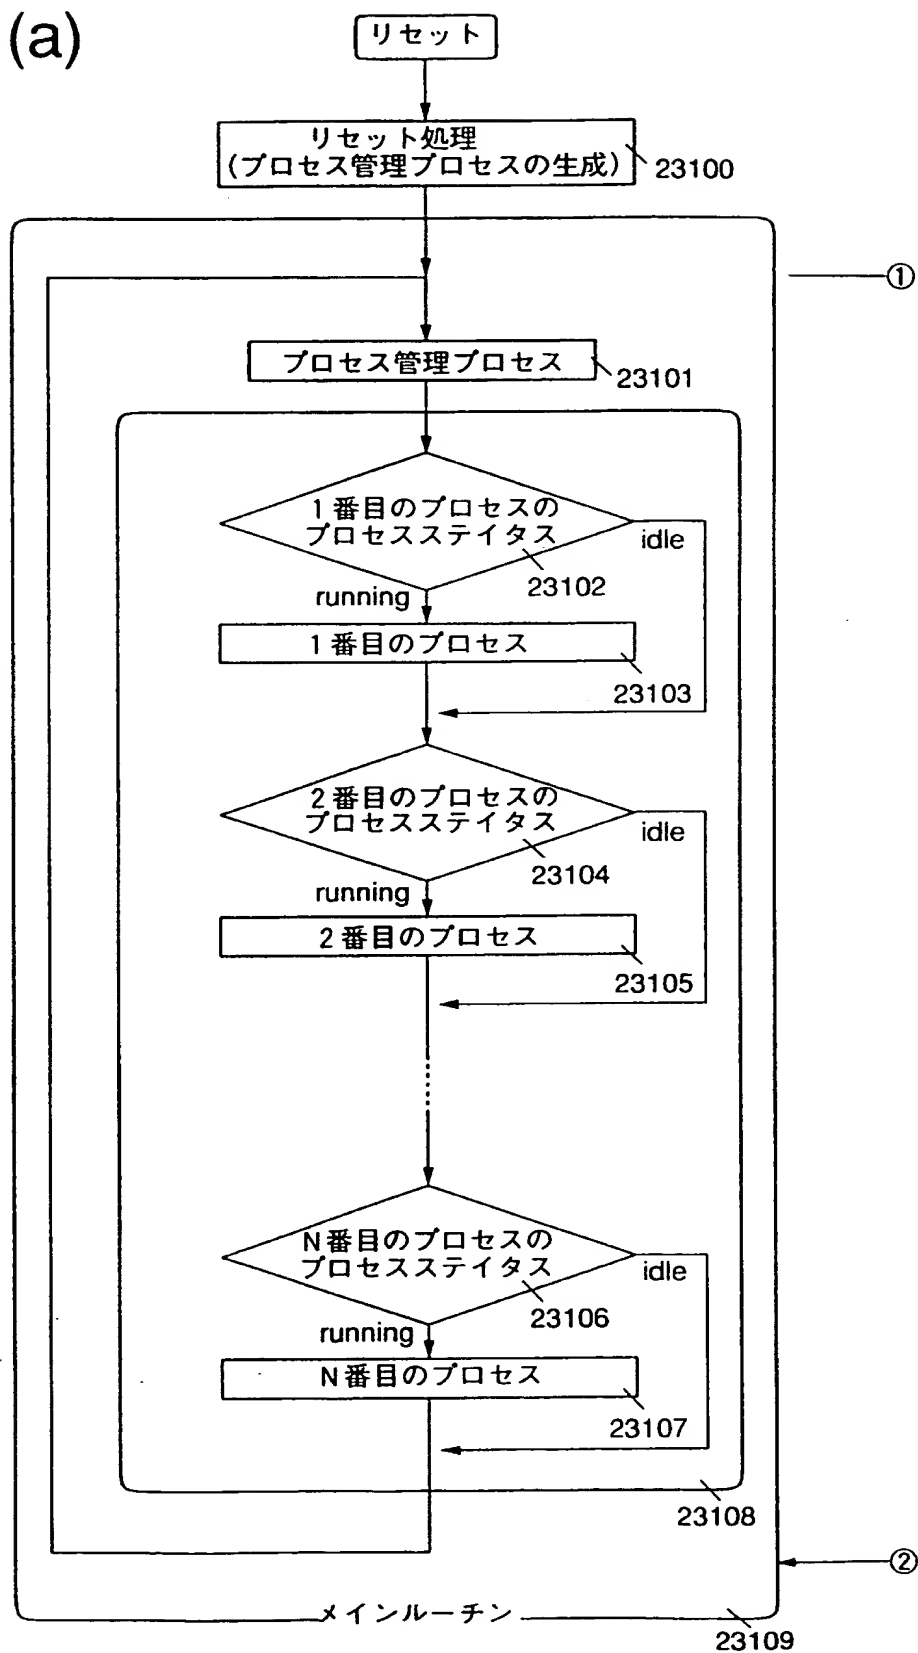 (a)
リセット
リセット処理
(プロセス管理プロセスの生成)
23100
①
プロセス管理プロセス
23101
1番目のプロセスの
プロセスステイタス
idle
23102
running
1番目のプロセス
23103
2番目のプロセスの
プロセスステイタス
idle
23104
running
2番目のプロセス
23105
N番目のプロセスの
プロセスステイタス
idle
23106
running
N番目のプロセス
23107
23108
②
メインルーチン
23109